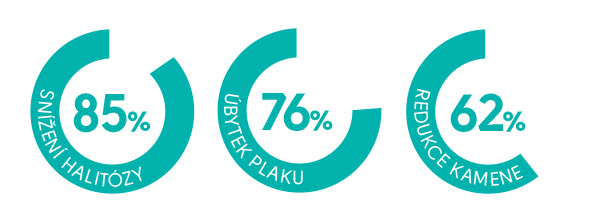 85%
SNÍŽENÍ HALITÓZY
76%
ÚBYTEK PLAKU
62%
REDUKCE KAMENE